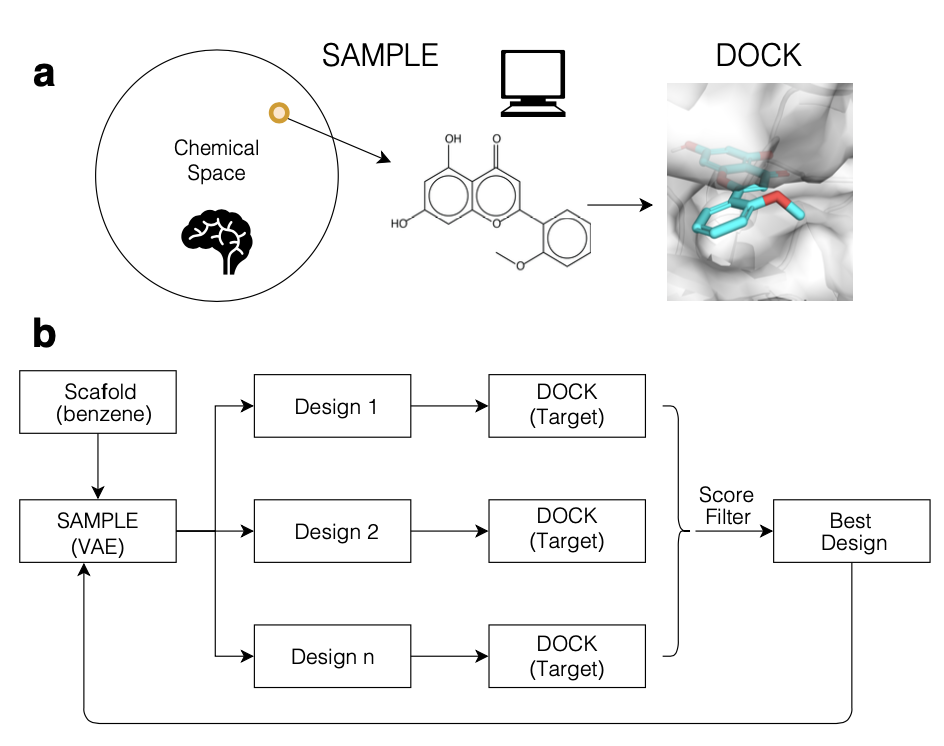 a
SAMPLE
DOCK
Chemical
Space
OH
O
HO
O
O
b
Scafold
(benzene)
SAMPLE
(VAE)
Design 1
DOCK
(Target)
Design 2
DOCK
(Target)
Design n
DOCK
(Target)
Score
Filter
Best
Design